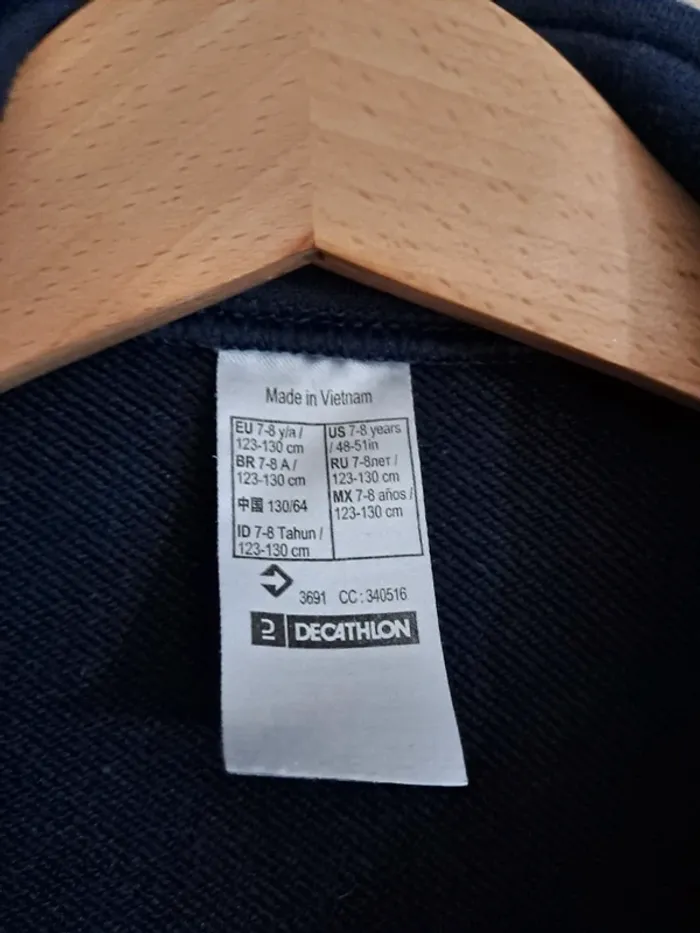 Made in Vietnam
EU 7-8 y/a /
123-130 cm
BR 7-8 A /
123-130 cm
中国 130/64
ID 7-8 Tahun /
123-130 cm
US 7-8 years
/ 48-51in
RU 7-8лет /
123-130 cm
MX 7-8 años /
123-130 cm
3691 CC : 340516
DECATHLON